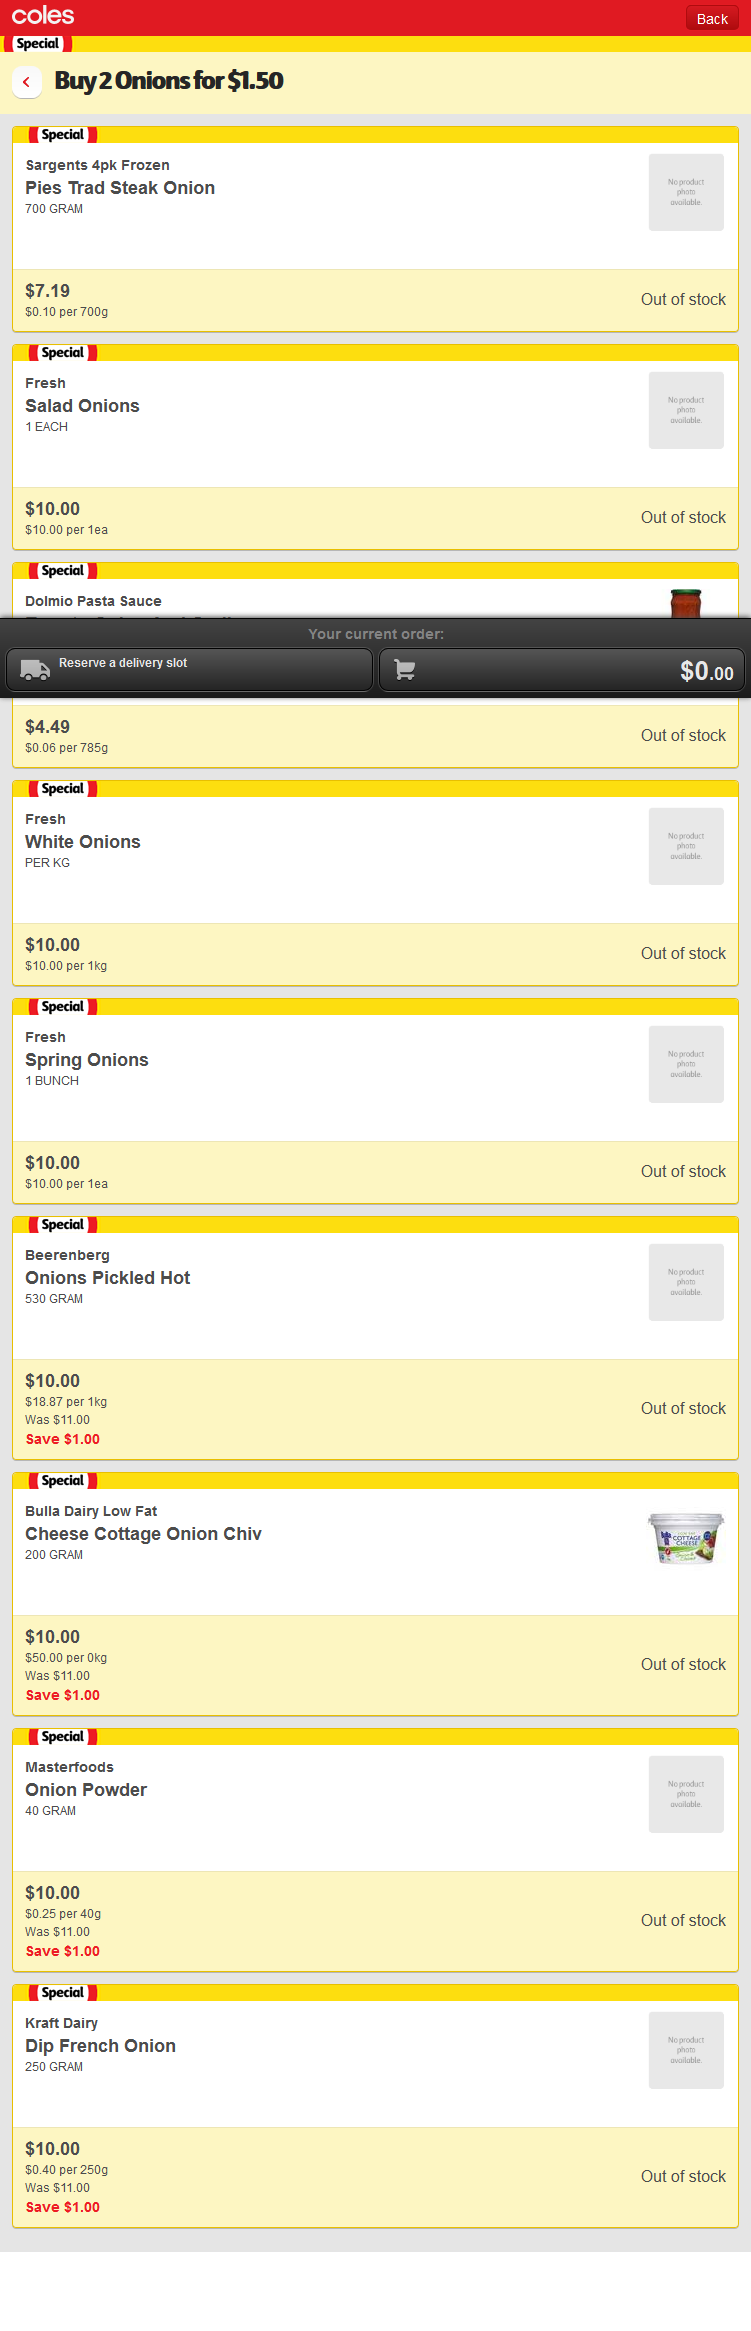 coles
Back
Special
Buy 2 Onions for $1.50
Special
Sargents 4pk Frozen
Pies Trad Steak Onion
700 GRAM
No product
photo
available.
$7.19
$0.10 per 700g
Out of stock
Special
Fresh
Salad Onions
1 EACH
No product
photo
available.
$10.00
$10.00 per 1ea
Out of stock
Special
Dolmio Pasta Sauce
Your current order:
Reserve a delivery slot
$0.00
$4.49
$0.06 per 785g
Out of stock
Special
Fresh
White Onions
PER KG
No product
photo
available.
$10.00
$10.00 per 1kg
Out of stock
Special
Fresh
Spring Onions
1 BUNCH
No product
photo
available.
$10.00
$10.00 per 1ea
Out of stock
Special
Beerenberg
Onions Pickled Hot
530 GRAM
No product
photo
available.
$10.00
$18.87 per 1kg
Was $11.00
Save $1.00
Out of stock
Special
Bulla Dairy Low Fat
Cheese Cottage Onion Chiv
200 GRAM
COTTAGE
CHEESE
$10.00
$50.00 per 0kg
Was $11.00
Save $1.00
Out of stock
Special
Masterfoods
Onion Powder
40 GRAM
No product
photo
available.
$10.00
$0.25 per 40g
Was $11.00
Save $1.00
Out of stock
Special
Kraft Dairy
Dip French Onion
250 GRAM
No product
photo
available.
$10.00
$0.40 per 250g
Was $11.00
Save $1.00
Out of stock